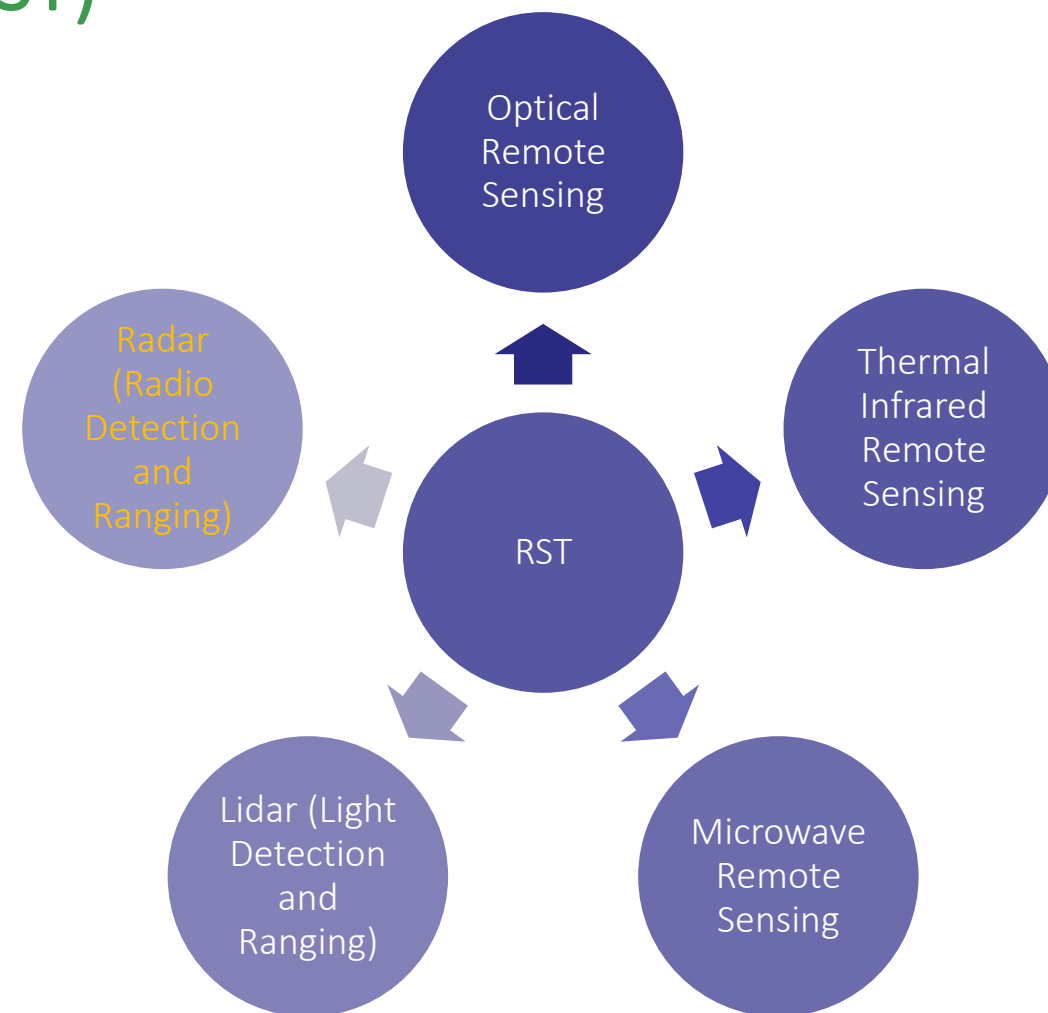 Optical
Remote
Sensing
Thermal
Infrared
Remote
Sensing
Microwave
Remote
Sensing
Lidar (Light
Detection
and
Ranging)
Radar
(Radio
Detection
and
Ranging)
RST